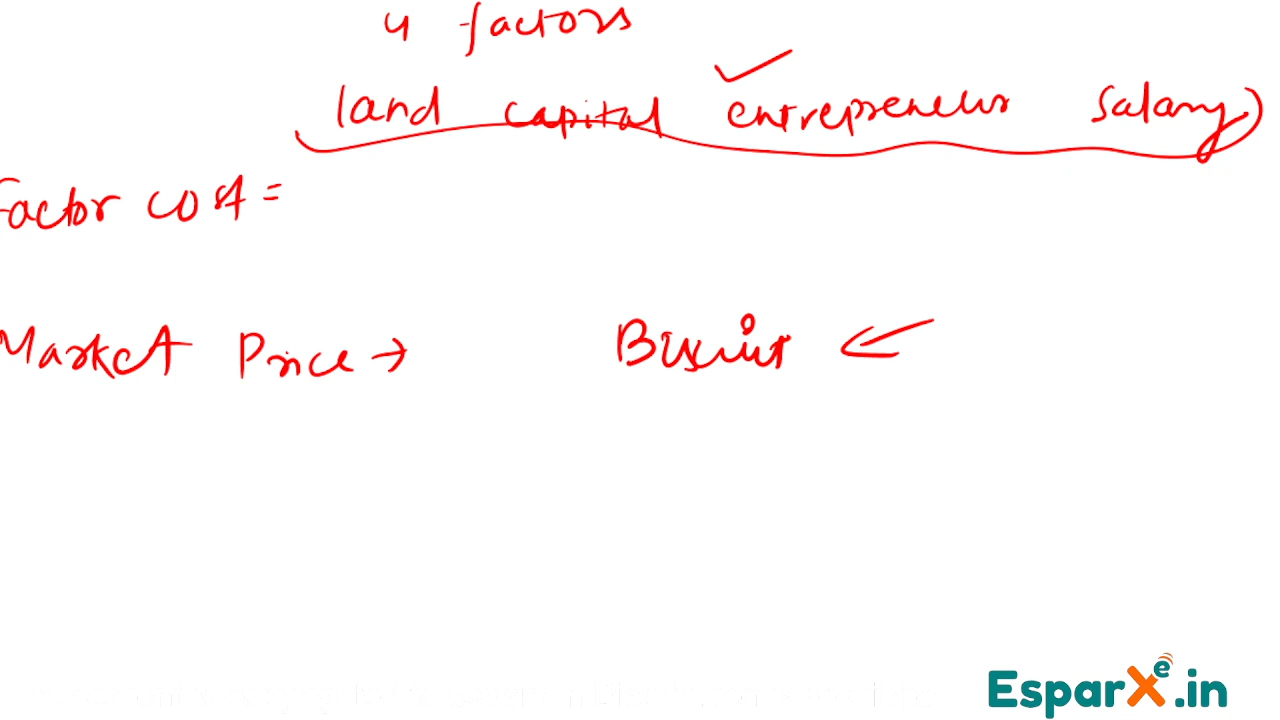 4 factors
land capital entrepreneur salary)
Factor cost =
Market Price → Biscuit
EsparXe.in